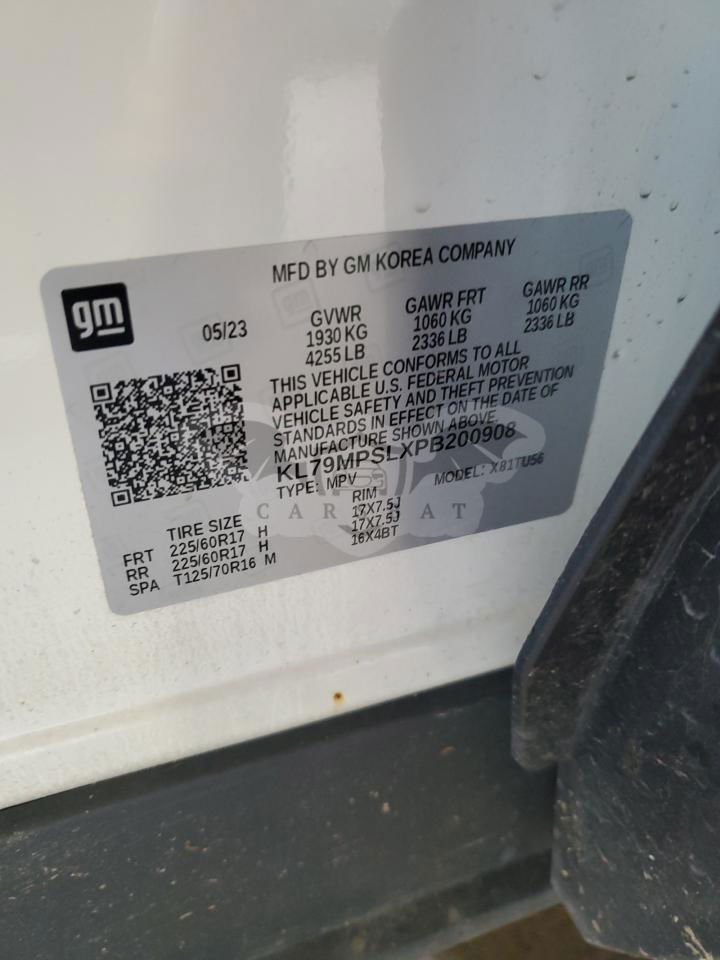 MFD BY GM KOREA COMPANY
gm
05/23
GVWR
1930 KG
4255 LB
GAWR FRT
1060 KG
2336 LB
GAWR RR
1060 KG
2336 LB
THIS VEHICLE CONFORMS TO ALL
APPLICABLE U.S. FEDERAL MOTOR
VEHICLE SAFETY AND THEFT PREVENTION
STANDARDS IN EFFECT ON THE DATE OF
MANUFACTURE SHOWN ABOVE.
KL79MPSLXPB200908
TYPE: MPV
MODEL: X81TU56
TIRE SIZE RIM
FRT 225/60R17 H 17X7.5J
RR 225/60R17 H 17X7.5J
SPA T125/70R16 M 16X4BT